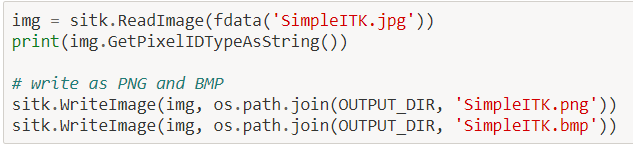 img = sitk.ReadImage(fdata('SimpleITK.jpg'))
print(img.GetPixelIDTypeAsString())
# write as PNG and BMP
sitk.WriteImage(img, os.path.join(OUTPUT_DIR, 'SimpleITK.png'))
sitk.WriteImage(img, os.path.join(OUTPUT_DIR, 'SimpleITK.bmp'))